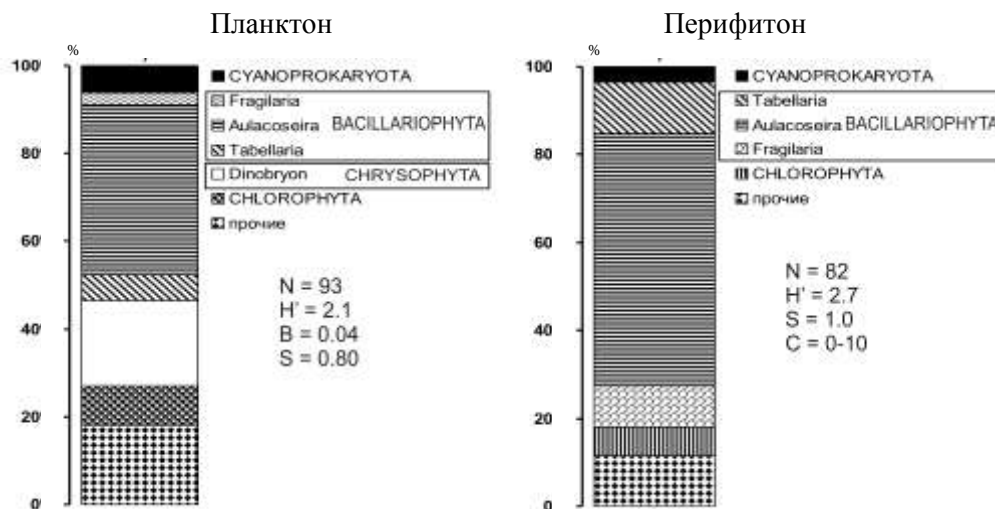 Планктон
%
100
80
60
40
20
0
CYANOPROKARYOTA
Fragilaria
Aulacoseira BACILLARIOPHYTA
Tabellaria
Dinobryon CHRYSOPHYTA
CHLOROPHYTA
прочие
N = 93
H' = 2.1
B = 0.04
S = 0.80
Перифитон
%
100
80
60
40
20
0
CYANOPROKARYOTA
Tabellaria
Aulacoseira BACILLARIOPHYTA
Fragilaria
CHLOROPHYTA
прочие
N = 82
H' = 2.7
S = 1.0
C = 0-10